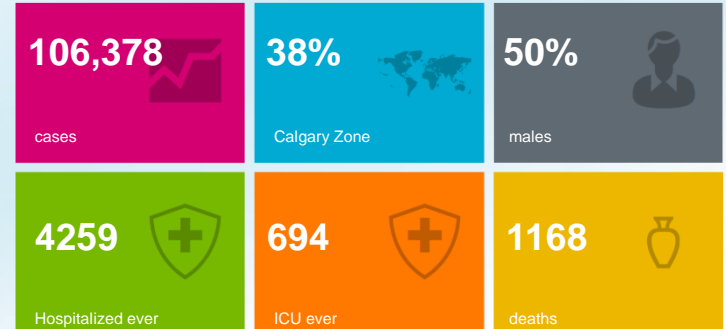 106,378
cases
38%
Calgary Zone
50%
males
4259
Hospitalized ever
694
ICU ever
1168
deaths